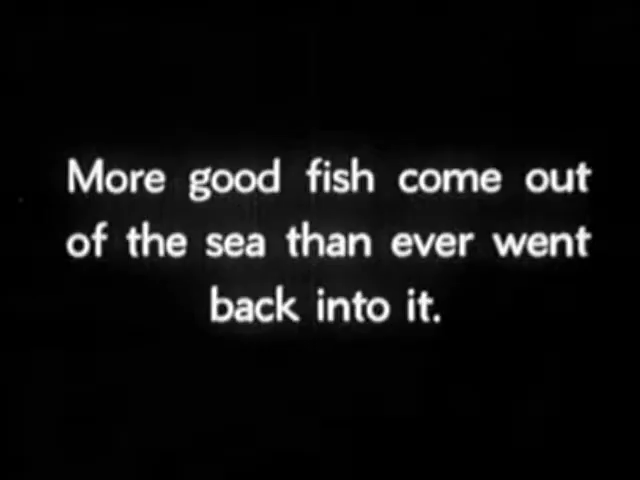 More good fish come out
of the sea than ever went
back into it.